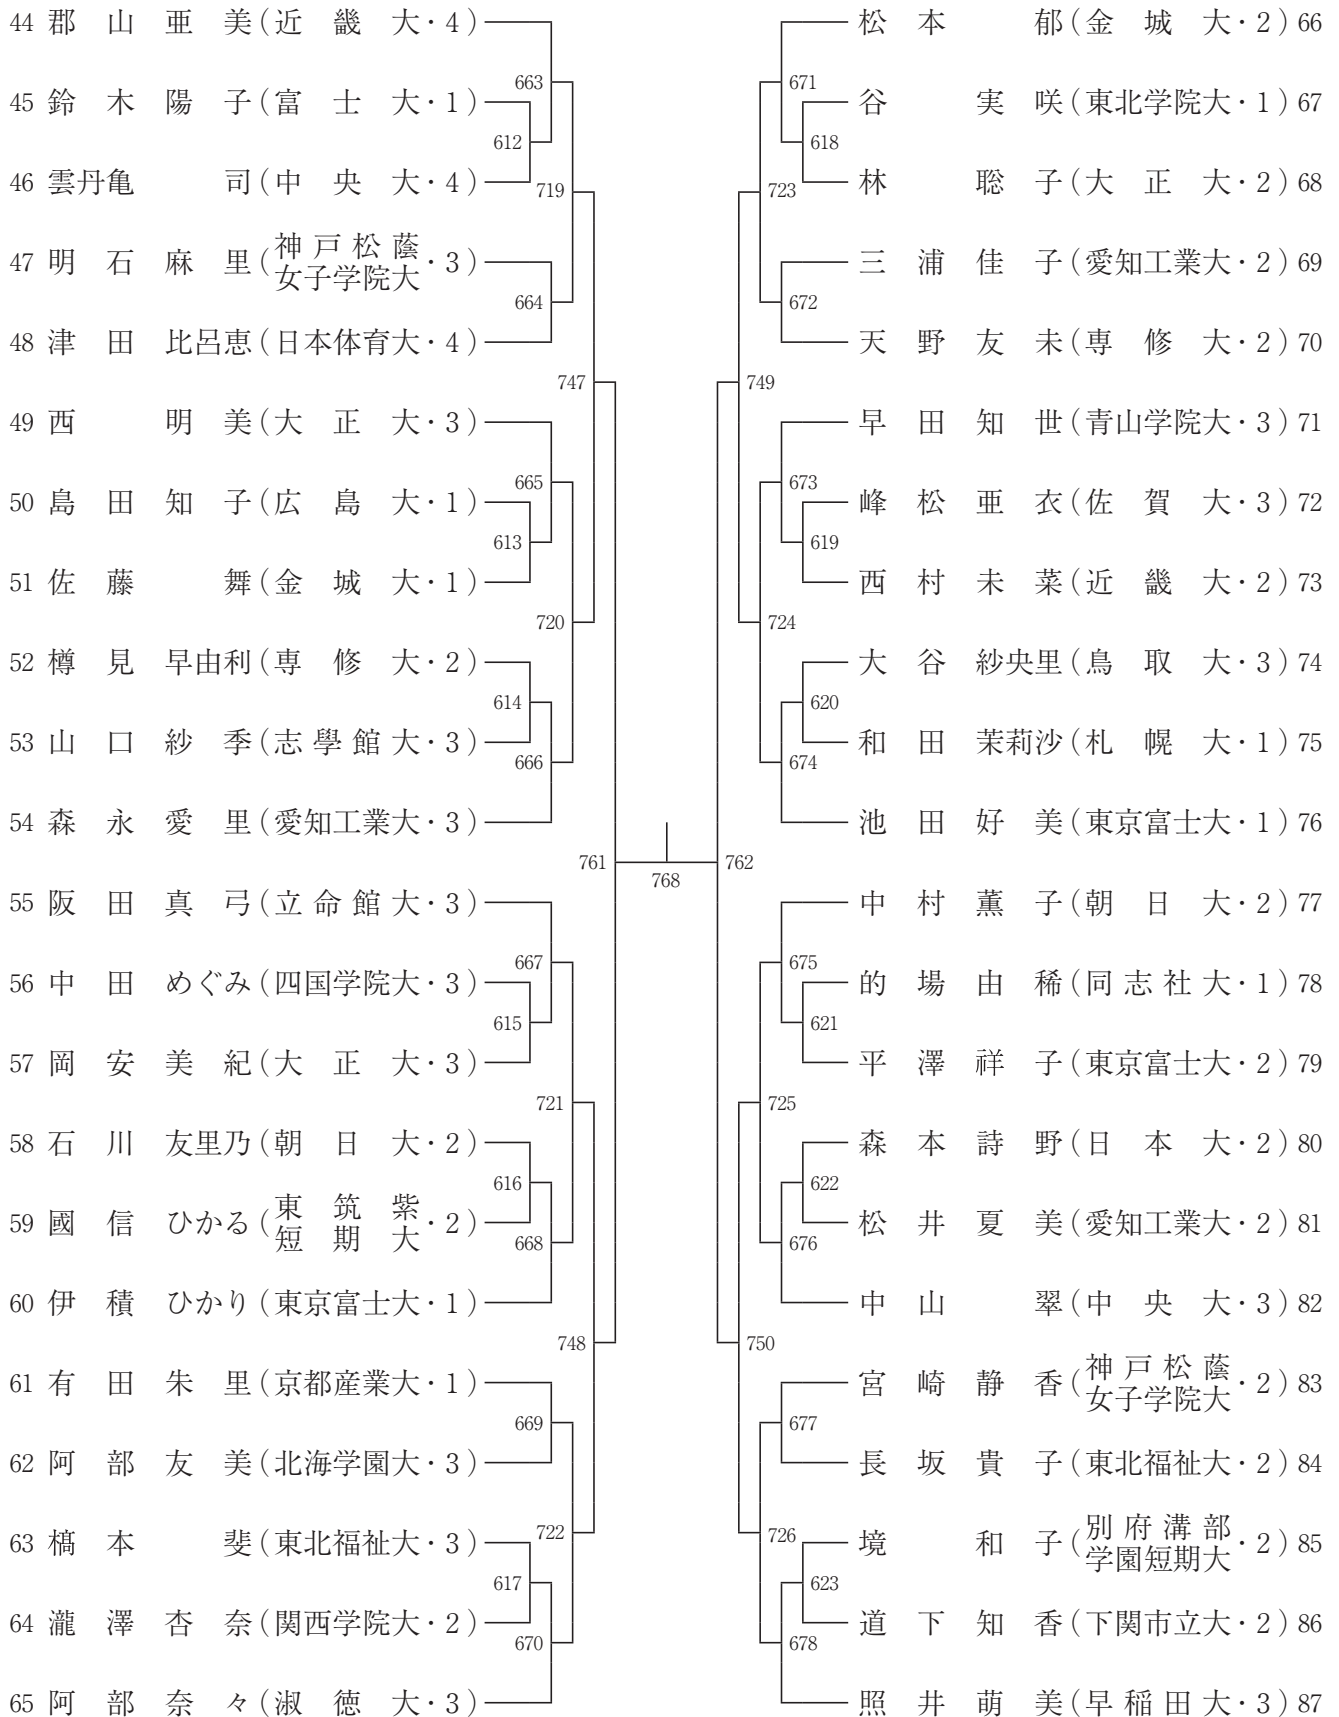 44 郡山亜美(近畿大・4)
663
45 鈴木陽子(富士大・1)
612
46 雲丹亀司(中央大・4)
719
47 明石麻里(神戸松蔭女子学院大・3)
664
48 津田比呂恵(日本体育大・4)
747
49 西明美(大正大・3)
665
50 島田知子(広島大・1)
613
51 佐藤舞(金城大・1)
720
52 樽見早由利(専修大・2)
614
53 山口紗季(志學館大・3)
666
54 森永愛里(愛知工業大・3)
761
55 阪田真弓(立命館大・3)
667
56 中田めぐみ(四国学院大・3)
615
57 岡安美紀(大正大・3)
721
58 石川友里乃(朝日大・2)
616
59 國信ひかる(東筑紫短期大・2)
668
60 伊積ひかり(東京富士大・1)
748
61 有田朱里(京都産業大・1)
669
62 阿部友美(北海学園大・3)
722
63 槗本斐(東北福祉大・3)
617
64 瀧澤杏奈(関西学院大・2)
670
65 阿部奈々(淑徳大・3)
768
松本郁(金城大・2)66
671
谷実咲(東北学院大・1)67
618
林聡子(大正大・2)68
723
三浦佳子(愛知工業大・2)69
672
天野友未(専修大・2)70
749
早田知世(青山学院大・3)71
673
峰松亜衣(佐賀大・3)72
619
西村未菜(近畿大・2)73
724
大谷紗央里(鳥取大・3)74
620
和田茉莉沙(札幌大・1)75
674
池田好美(東京富士大・1)76
762
中村薫子(朝日大・2)77
675
的場由稀(同志社大・1)78
621
平澤祥子(東京富士大・2)79
725
森本詩野(日本大・2)80
622
松井夏美(愛知工業大・2)81
676
中山翠(中央大・3)82
750
宮崎静香(神戸松蔭女子学院大・2)83
677
長坂貴子(東北福祉大・2)84
726
境和子(別府溝部学園短期大・2)85
623
道下知香(下関市立大・2)86
678
照井萌美(早稲田大・3)87